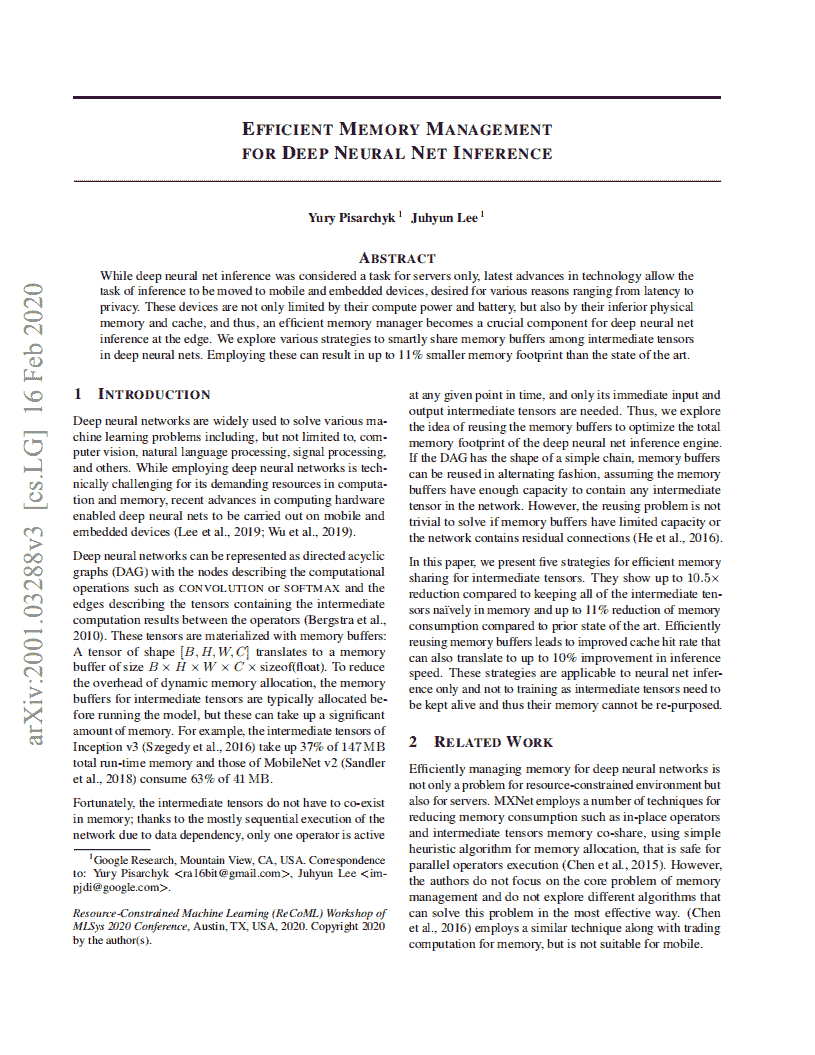 arXiv:2001.03288v3 [cs.LG] 16 Feb 2020
EFFICIENT MEMORY MANAGEMENT
FOR DEEP NEURAL NET INFERENCE
Yury Pisarchyk 1 Juhyun Lee 1
ABSTRACT
While deep neural net inference was considered a task for servers only, latest advances in technology allow the
task of inference to be moved to mobile and embedded devices, desired for various reasons ranging from latency to
privacy. These devices are not only limited by their compute power and battery, but also by their inferior physical
memory and cache, and thus, an efficient memory manager becomes a crucial component for deep neural net
inference at the edge. We explore various strategies to smartly share memory buffers among intermediate tensors
in deep neural nets. Employing these can result in up to 11% smaller memory footprint than the state of the art.
1 INTRODUCTION
Deep neural networks are widely used to solve various ma-
chine learning problems including, but not limited to, com-
puter vision, natural language processing, signal processing,
and others. While employing deep neural networks is tech-
nically challenging for its demanding resources in computa-
tion and memory, recent advances in computing hardware
enabled deep neural nets to be carried out on mobile and
embedded devices (Lee et al., 2019; Wu et al., 2019).
Deep neural networks can be represented as directed acyclic
graphs (DAG) with the nodes describing the computational
operations such as CONVOLUTION or SOFTMAX and the
edges describing the tensors containing the intermediate
computation results between the operators (Bergstra et al.,
2010). These tensors are materialized with memory buffers:
A tensor of shape [B, H, W, C] translates to a memory
buffer of size B × H × W × C × sizeof(float). To reduce
the overhead of dynamic memory allocation, the memory
buffers for intermediate tensors are typically allocated be-
fore running the model, but these can take up a significant
amount of memory. For example, the intermediate tensors of
Inception v3 (Szegedy et al., 2016) take up 37% of 147 MB
total run-time memory and those of MobileNet v2 (Sandler
et al., 2018) consume 63% of 41 MB.
Fortunately, the intermediate tensors do not have to co-exist
in memory; thanks to the mostly sequential execution of the
network due to data dependency, only one operator is active
1Google Research, Mountain View, CA, USA. Correspondence
to: Yury Pisarchyk <ra16bit@gmail.com>, Juhyun Lee <im-
pjdi@google.com>.
Resource-Constrained Machine Learning (ReCoML) Workshop of
MLSys 2020 Conference, Austin, TX, USA, 2020. Copyright 2020
by the author(s).
at any given point in time, and only its immediate input and
output intermediate tensors are needed. Thus, we explore
the idea of reusing the memory buffers to optimize the total
memory footprint of the deep neural net inference engine.
If the DAG has the shape of a simple chain, memory buffers
can be reused in alternating fashion, assuming the memory
buffers have enough capacity to contain any intermediate
tensor in the network. However, the reusing problem is not
trivial to solve if memory buffers have limited capacity or
the network contains residual connections (He et al., 2016).
In this paper, we present five strategies for efficient memory
sharing for intermediate tensors. They show up to 10.5×
reduction compared to keeping all of the intermediate ten-
sors naïvely in memory and up to 11% reduction of memory
consumption compared to prior state of the art. Efficiently
reusing memory buffers leads to improved cache hit rate that
can also translate to up to 10% improvement in inference
speed. These strategies are applicable to neural net infer-
ence only and not to training as intermediate tensors need to
be kept alive and thus their memory cannot be re-purposed.
2 RELATED WORK
Efficiently managing memory for deep neural networks is
not only a problem for resource-constrained environment but
also for servers. MXNet employs a number of techniques for
reducing memory consumption such as in-place operators
and intermediate tensors memory co-share, using simple
heuristic algorithm for memory allocation, that is safe for
parallel operators execution (Chen et al., 2015). However,
the authors do not focus on the core problem of memory
management and do not explore different algorithms that
can solve this problem in the most effective way. (Chen
et al., 2016) employs a similar technique along with trading
computation for memory, but is not suitable for mobile.